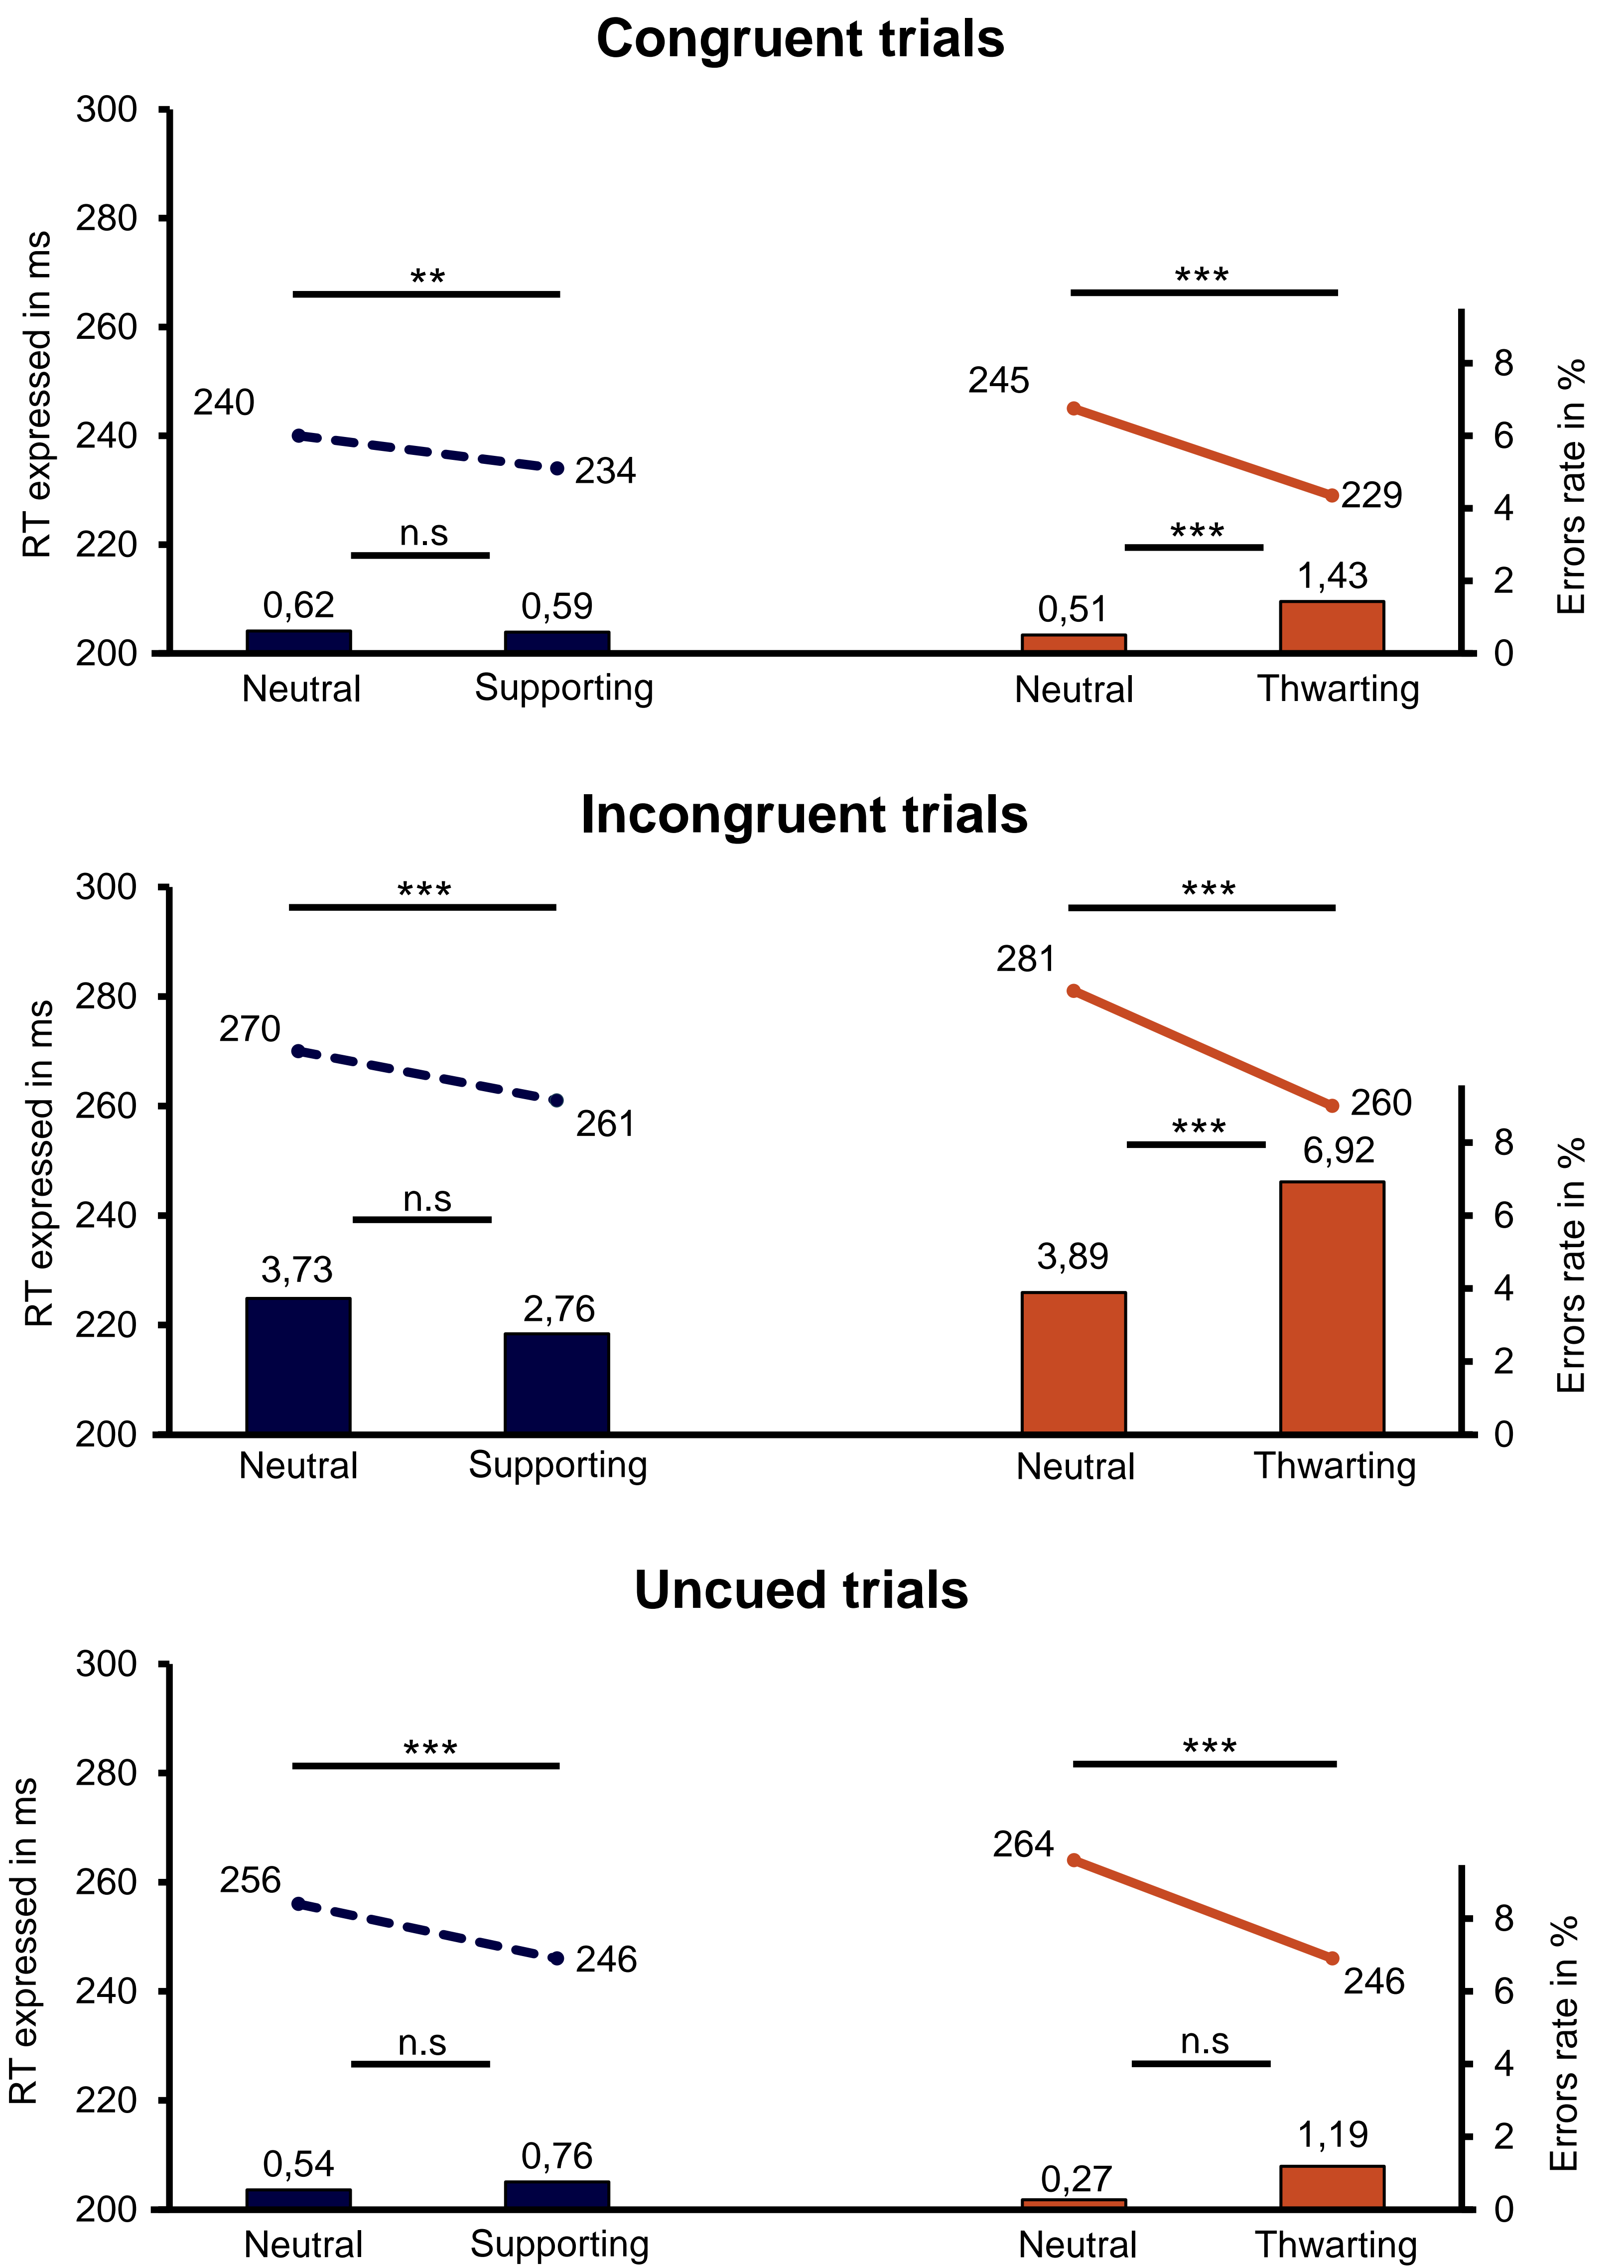 Congruent trials
300
280
260
240
220
200
RT expressed in ms
**
240
234
n.s
0,62
0,59
Neutral
Supporting
***
245
229
***
0,51
1,43
Neutral
Thwarting
8
6
4
2
0
Errors rate in %
Incongruent trials
300
280
260
240
220
200
RT expressed in ms
***
270
261
n.s
3,73
2,76
Neutral
Supporting
***
281
260
***
3,89
6,92
Neutral
Thwarting
8
6
4
2
0
Errors rate in %
Uncued trials
300
280
260
240
220
200
RT expressed in ms
***
256
246
n.s
0,54
0,76
Neutral
Supporting
***
264
246
n.s
0,27
1,19
Neutral
Thwarting
8
6
4
2
0
Errors rate in %